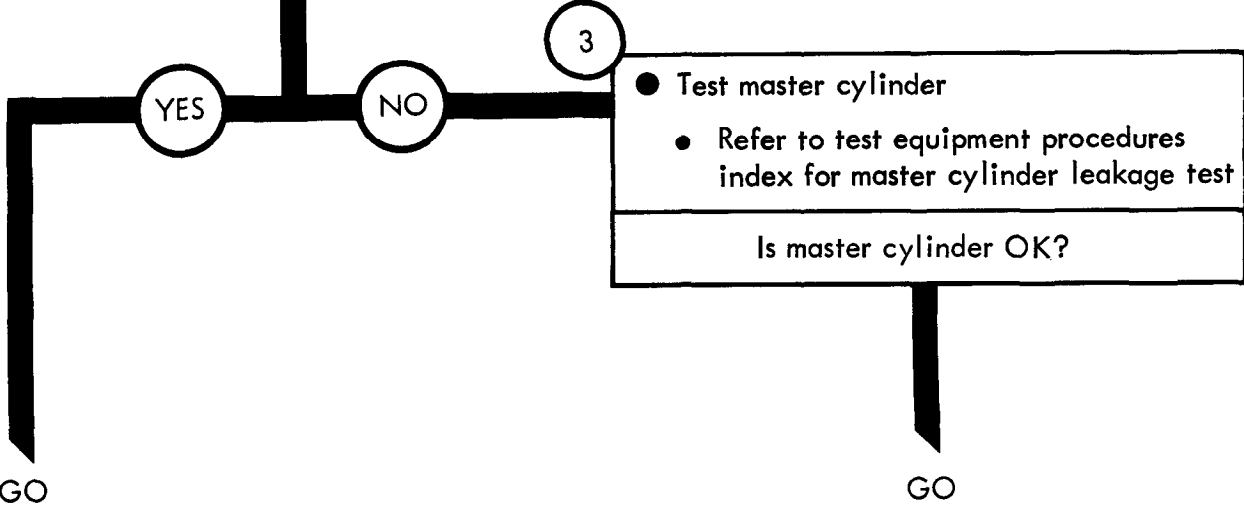 3
YES
NO
● Test master cylinder
● Refer to test equipment procedures
index for master cylinder leakage test
Is master cylinder OK?
GO
GO